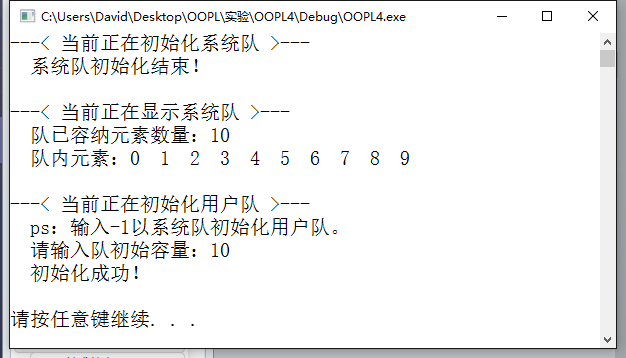 C:\Users\David\Desktop\OOPL\实验\OOPL4\Debug\OOPL4.exe
---< 当前正在初始化系统队 >---
系统队初始化结束!
---< 当前正在显示系统队 >---
队已容纳元素数量: 10
队内元素: 0 1 2 3 4 5 6 7 8 9
---< 当前正在初始化用户队 >---
ps: 输入-1以系统队初始化用户队。
请输入队初始容量: 10
初始化成功!
请按任意键继续. . .